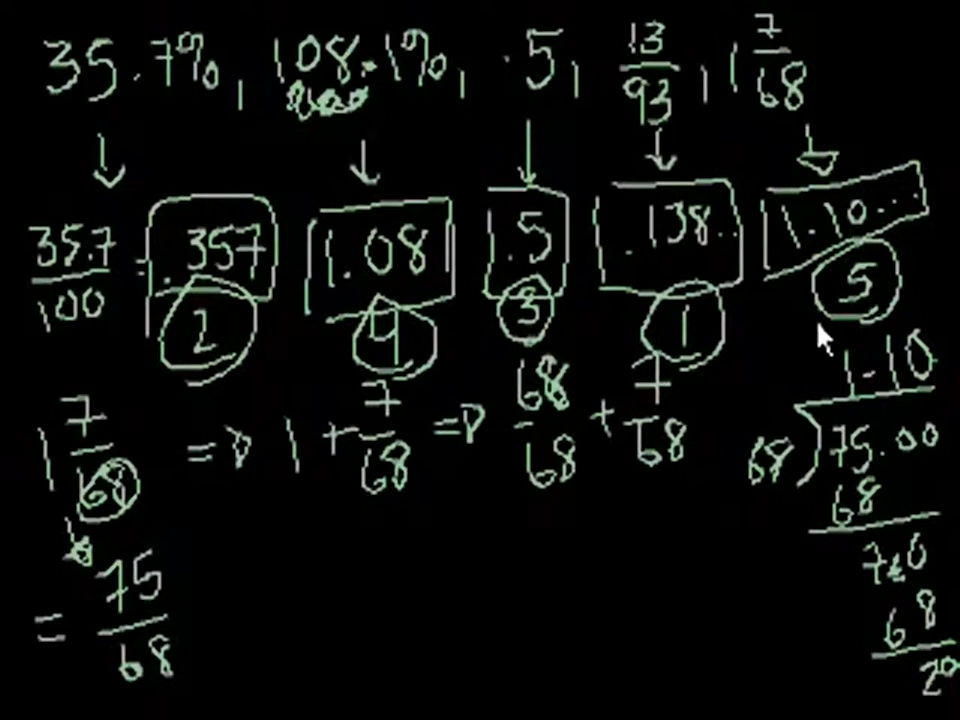 35.7%, 108.1%, .5, 13/93, 1 7/68
35.7/100 = .357 1.08 .5 .138.. 1.10...
2 4 3 1 5
1 7/68 => 1 + 7/68 => 68/68 + 7/68
1.10
68 75.00
68
7.0
68
20
= 75/68